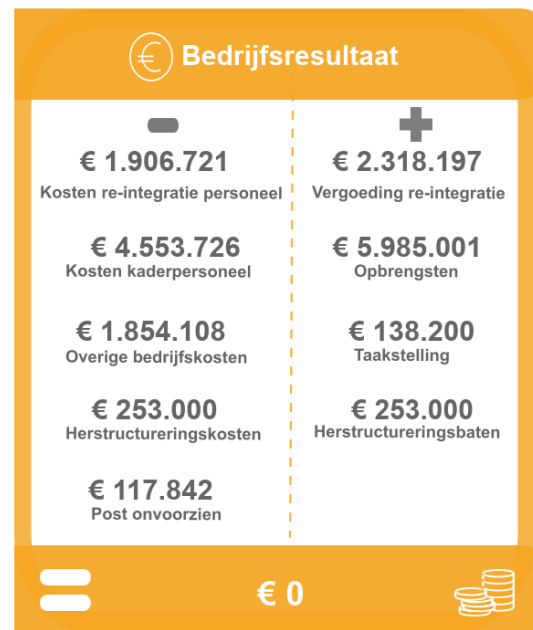 Bedrijfsresultaat
-
€ 1.906.721
Kosten re-integratie personeel
€ 4.553.726
Kosten kaderpersoneel
€ 1.854.108
Overige bedrijfskosten
€ 253.000
Herstructureringskosten
€ 117.842
Post onvoorzien
+
€ 2.318.197
Vergoeding re-integratie
€ 5.985.001
Opbrengsten
€ 138.200
Taakstelling
€ 253.000
Herstructureringsbaten
= € 0